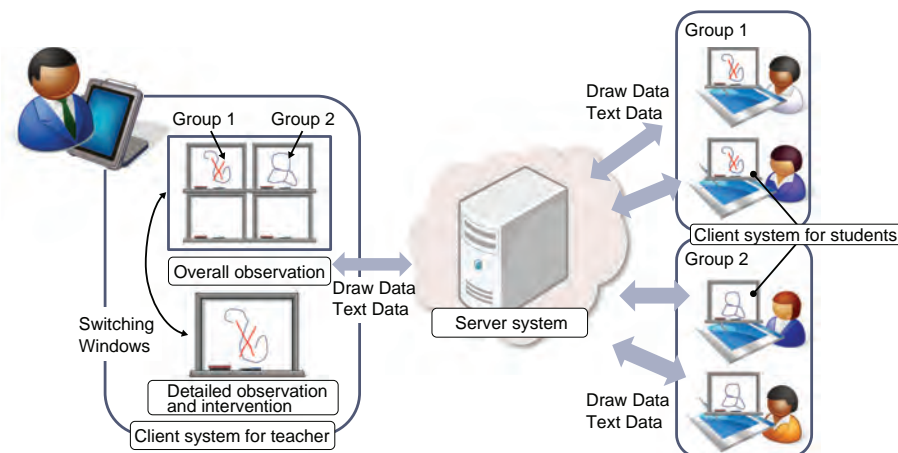 Group 1
Group 2
Overall observation
Switching
Windows
Detailed observation
and intervention
Client system for teacher
Draw Data
Text Data
Server system
Draw Data
Text Data
Group 1
Client system for students
Group 2
Draw Data
Text Data